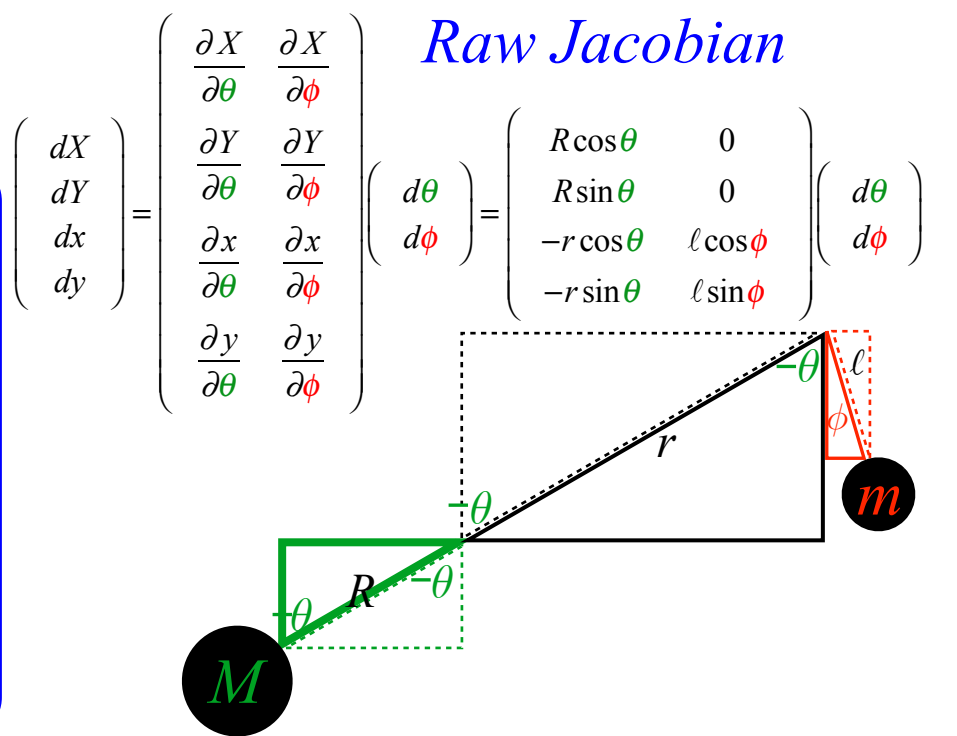 Raw Jacobian
( dX dY dx dy ) = ( ∂X/∂θ ∂X/∂ϕ
∂Y/∂θ ∂Y/∂ϕ
∂x/∂θ ∂x/∂ϕ
∂y/∂θ ∂y/∂ϕ ) ( dθ dϕ ) = ( R cos θ 0
R sin θ 0
−r cos θ ℓ cos ϕ
−r sin θ ℓ sin ϕ ) ( dθ dϕ )
−θ
ℓ
ϕ
r
m
−θ
−θ
R
−θ
M